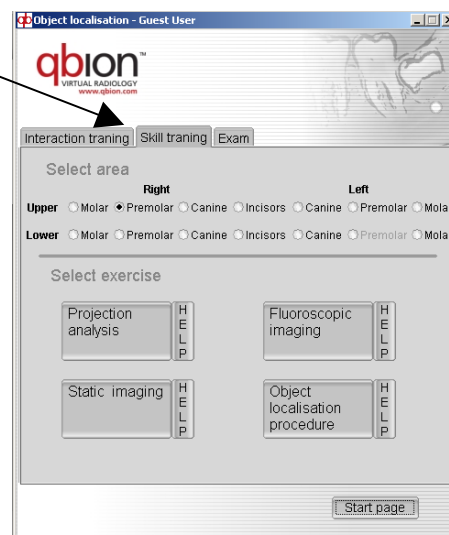 Object localisation - Guest User
qbion™
VIRTUAL RADIOLOGY
www.qbion.com
Interaction traning Skill traning Exam
Select area
Right Left
Upper Molar Premolar Canine Incisors Canine Premolar Mola
Lower Molar Premolar Canine Incisors Canine Premolar Mola
Select exercise
Projection analysis HELP Fluoroscopic imaging HELP
Static imaging HELP Object localisation procedure HELP
Start page